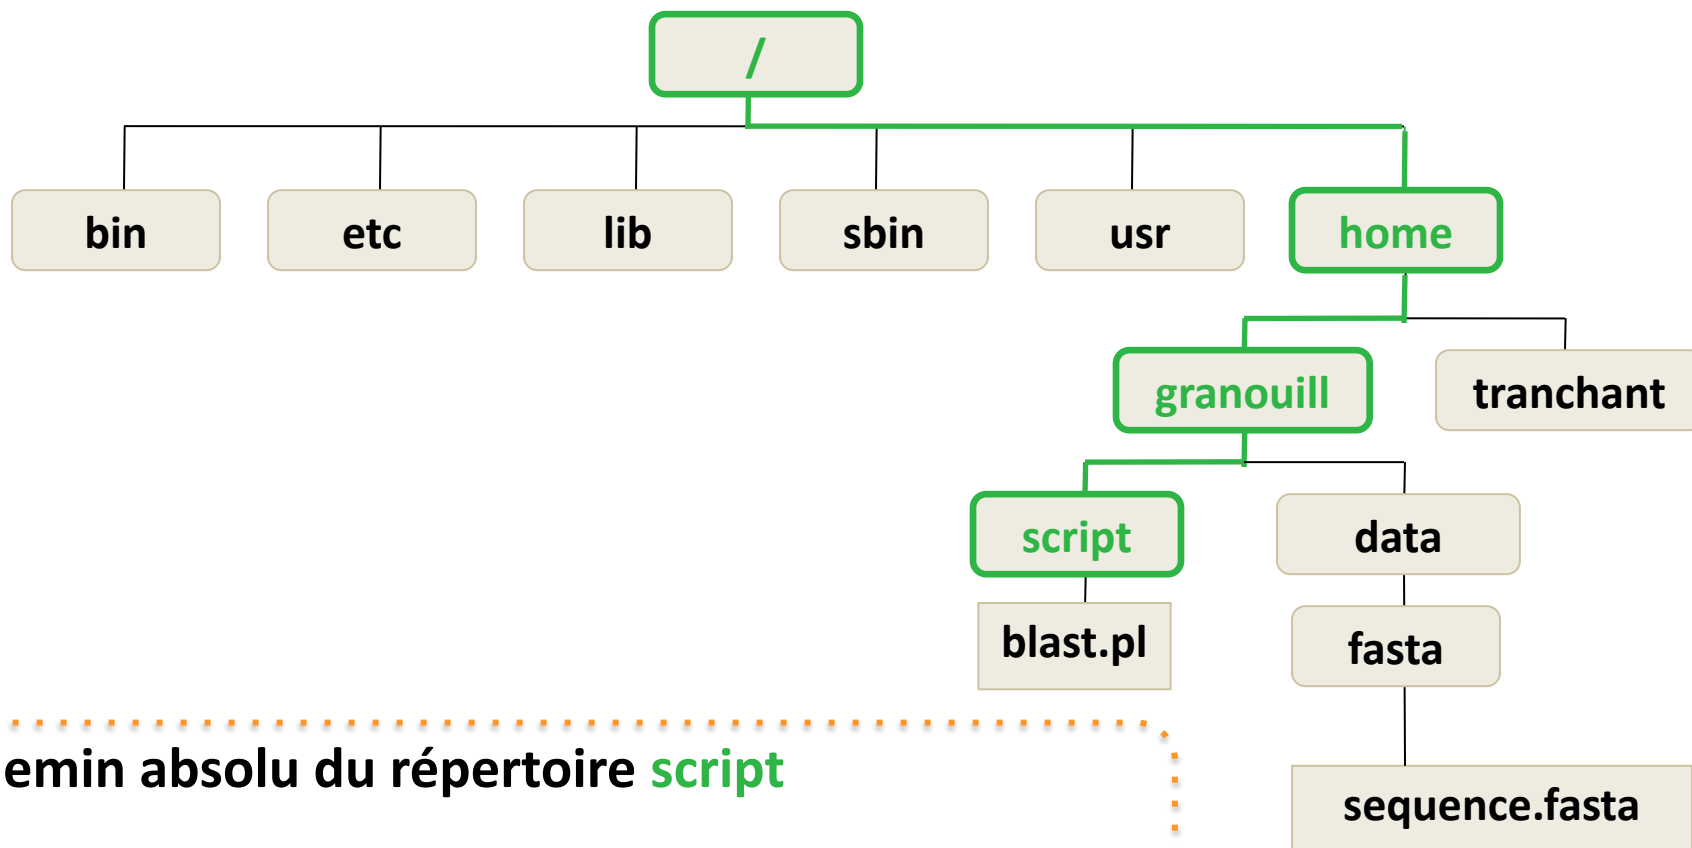 /
bin etc lib sbin usr home
granouill tranchant
script data
blast.pl fasta
emin absolu du répertoire script
sequence.fasta